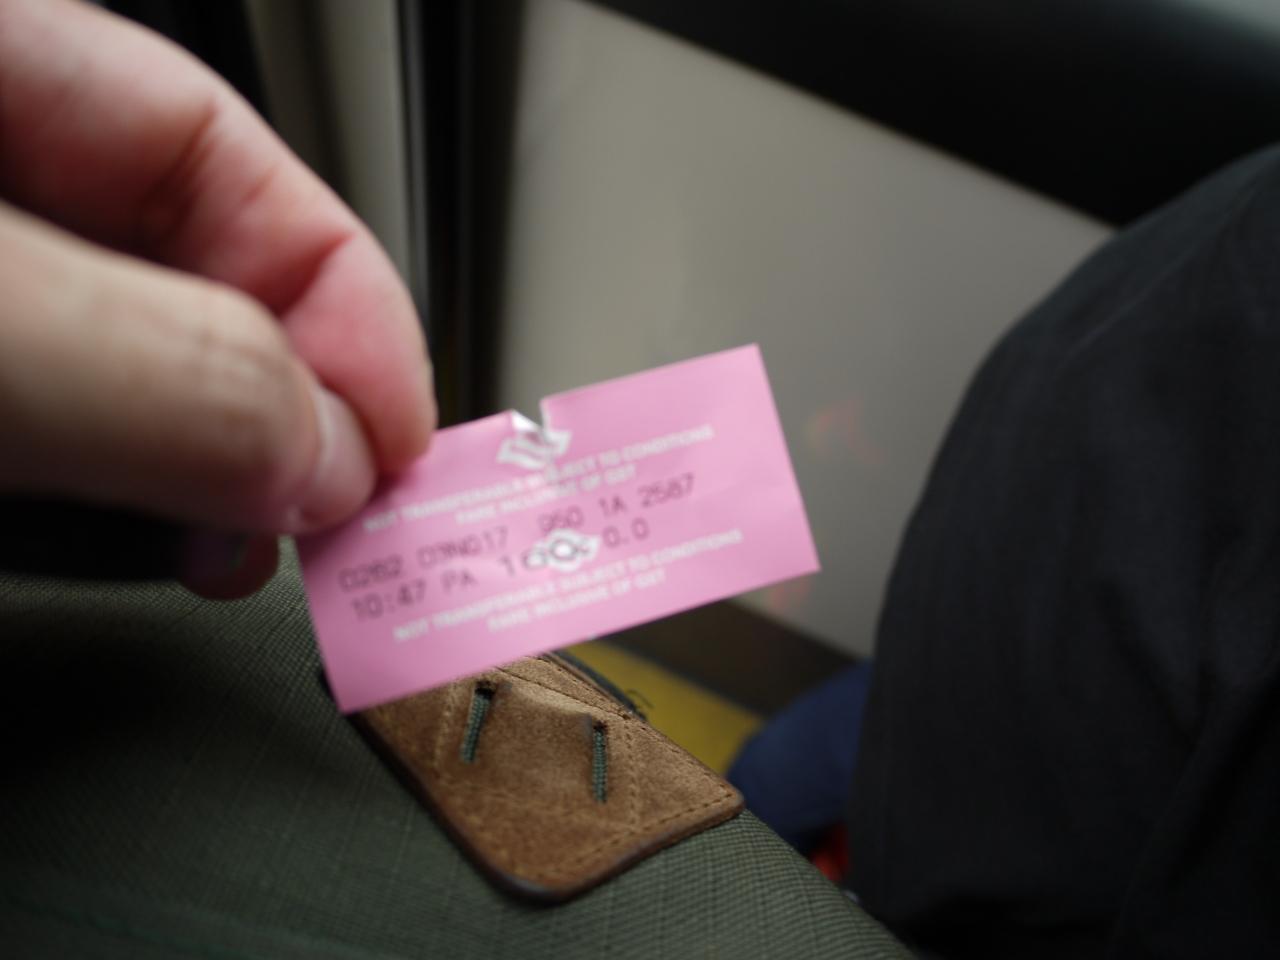 NOT TRANSFERABLE SUBJECT TO CONDITIONS
FARE INCLUSIVE OF GST
0262 03NO17 950 1A 2587
10:47 PA 0.0
NOT TRANSFERABLE SUBJECT TO CONDITIONS
FARE INCLUSIVE OF GST